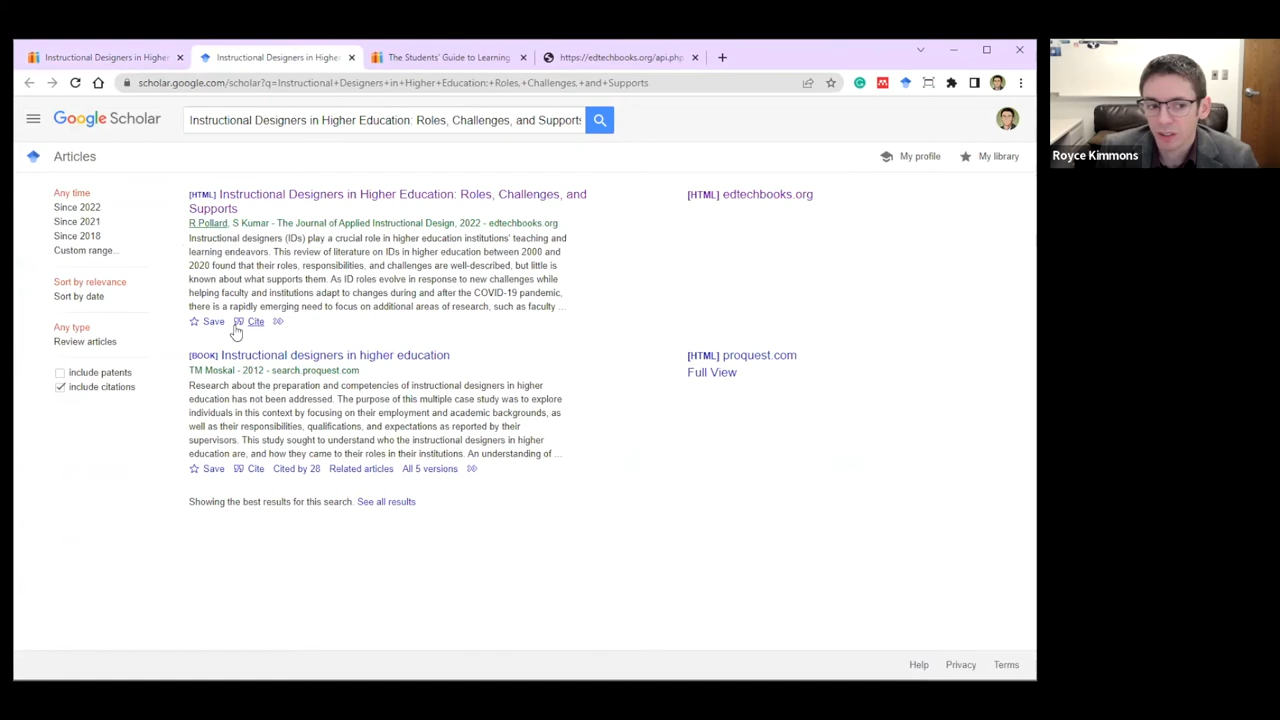 Instructional Designers in Higher
Instructional Designers in Higher
The Students' Guide to Learning
https://edtechbooks.org/api.php
scholar.google.com/scholar?q=Instructional+Designers+in+Higher+Education:+Roles,+Challenges,+and+Supports
Google Scholar
Instructional Designers in Higher Education: Roles, Challenges, and Supports
Articles
My profile
My library
Any time
Since 2022
Since 2021
Since 2018
Custom range...
Sort by relevance
Sort by date
Any type
Review articles
include patents
include citations
[HTML] Instructional Designers in Higher Education: Roles, Challenges, and
Supports
R Pollard, S Kumar - The Journal of Applied Instructional Design, 2022 - edtechbooks.org
Instructional designers (IDs) play a crucial role in higher education institutions' teaching and
learning endeavors. This review of literature on IDs in higher education between 2000 and
2020 found that their roles, responsibilities, and challenges are well-described, but little is
known about what supports them. As ID roles evolve in response to new challenges while
helping faculty and institutions adapt to changes during and after the COVID-19 pandemic,
there is a rapidly emerging need to focus on additional areas of research, such as faculty ...
Save Cite
[HTML] edtechbooks.org
[BOOK] Instructional designers in higher education
TM Moskal - 2012 - search.proquest.com
Research about the preparation and competencies of instructional designers in higher
education has not been addressed. The purpose of this multiple case study was to explore
individuals in this context by focusing on their employment and academic backgrounds, as
well as their responsibilities, qualifications, and expectations as reported by their
supervisors. This study sought to understand who the instructional designers in higher
education are, and how they came to their roles in their institutions. An understanding of ...
Save Cite Cited by 28 Related articles All 5 versions
[HTML] proquest.com
Full View
Showing the best results for this search. See all results
Help Privacy Terms
Royce Kimmons